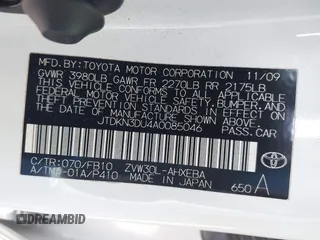 MFD.BY: TOYOTA MOTOR CORPORATION 11/09
GVWR 3980LB GAWR FR 2270LB RR 2175LB
THIS VEHICLE CONFORMS TO ALL APPLICABLE
FEDERAL MOTOR VEHICLE SAFETY, BUMPER,
AND THEFT PREVENTION STANDARDS IN EFFECT
ON THE DATE OF MANUFACTURE SHOWN ABOVE.
JTDKN3DU4A0085046 PASS.CAR
C/TR:070/FB10 ZVW30L-AHXEBA
A/TM:-01A/P410 MADE IN JAPAN 650 A
TOYOTA
DREAMBID